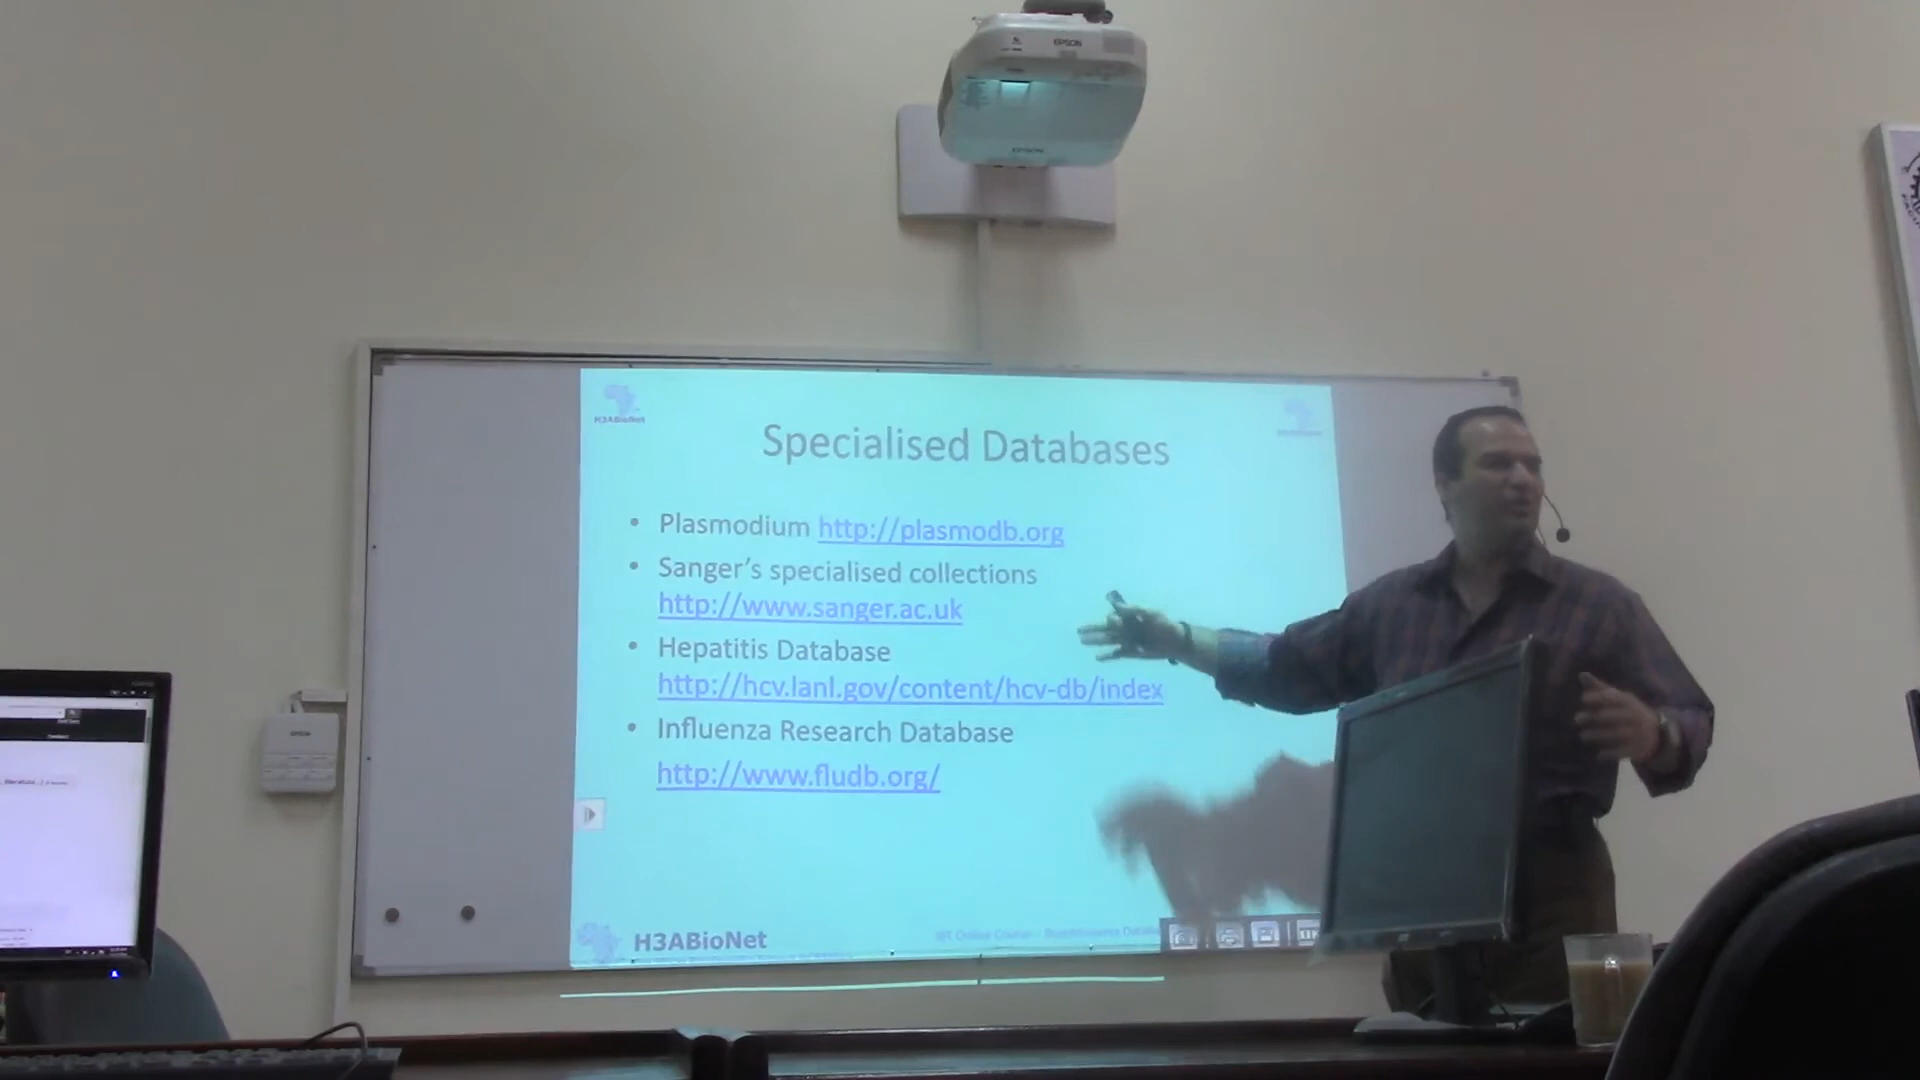 EPSON
EPSON
H3ABioNet
Specialised Databases
• Plasmodium http://plasmodb.org
• Sanger's specialised collections
http://www.sanger.ac.uk
• Hepatitis Database
http://hcv.lanl.gov/content/hcv-db/index
• Influenza Research Database
http://www.fludb.org/
H3ABioNet